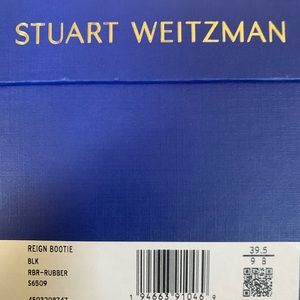 STUART WEITZMAN
REIGN BOOTIE
BLK
RBR-RUBBER
S6509
39.5
9 B
1 94663 91046 9